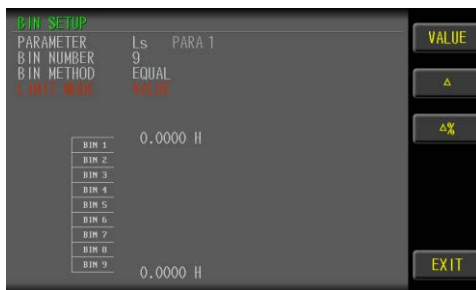 BIN SETUP
PARAMETER Ls PARA 1
BIN NUMBER 9
BIN METHOD EQUAL
LIMIT MODE VALUE
0.0000 H
BIN 1
BIN 2
BIN 3
BIN 4
BIN 5
BIN 6
BIN 7
BIN 8
BIN 9
0.0000 H
VALUE
△
△%
EXIT